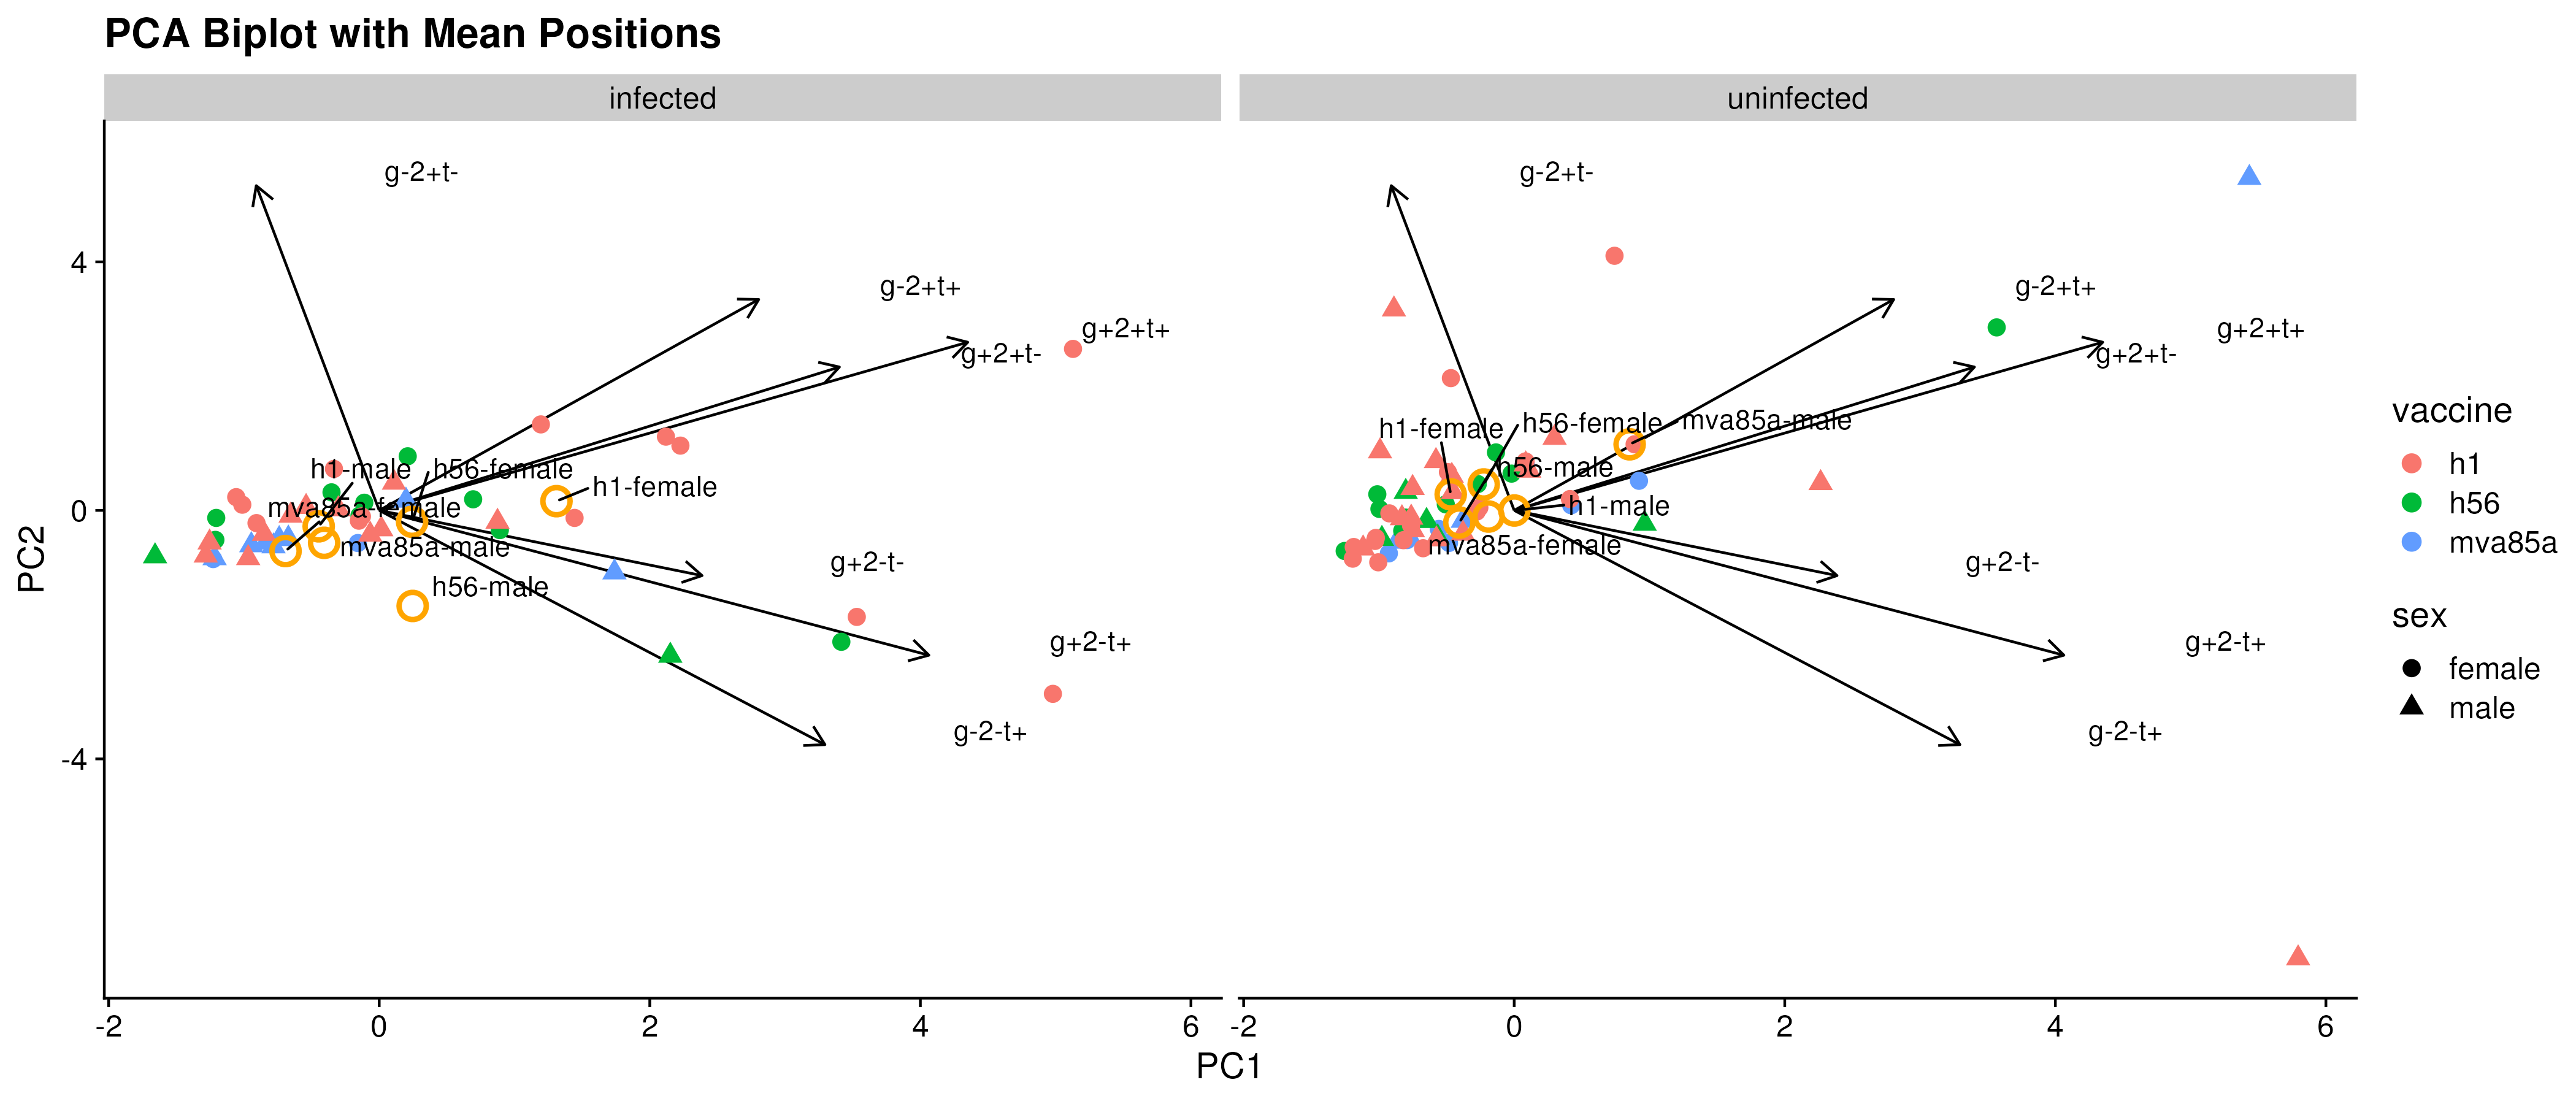 PCA Biplot with Mean Positions
infected
uninfected
PC2
4
0
-4
g-2+t-
g-2+t+
g+2+t+
g+2+t-
h1-male
h56-female
h1-female
mva85a-female
mva85a-male
h56-male
g+2-t-
g+2-t+
g-2-t+
g-2+t-
g-2+t+
g+2+t+
g+2+t-
h1-female
h56-female
mva85a-male
h56-male
h1-male
mva85a-female
g+2-t-
g+2-t+
g-2-t+
-2
0
2
4
6
-2
0
2
4
6
PC1
vaccine
h1
h56
mva85a
sex
female
male